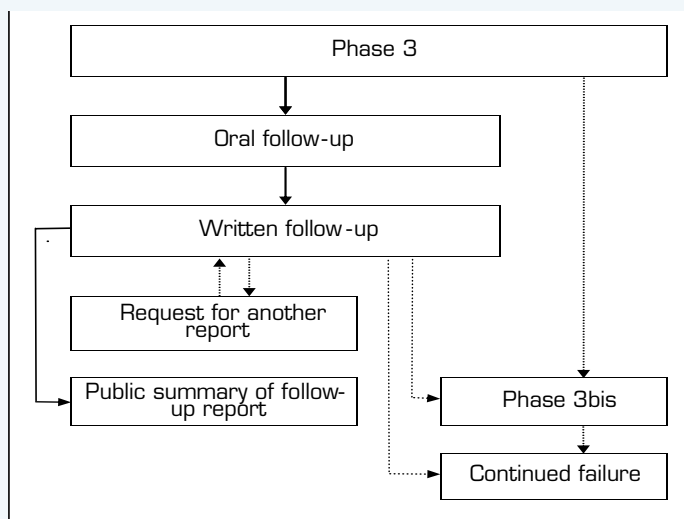 Phase 3
Oral follow-up
Written follow-up
Request for another
report
Public summary of follow-
up report
Phase 3bis
Continued failure